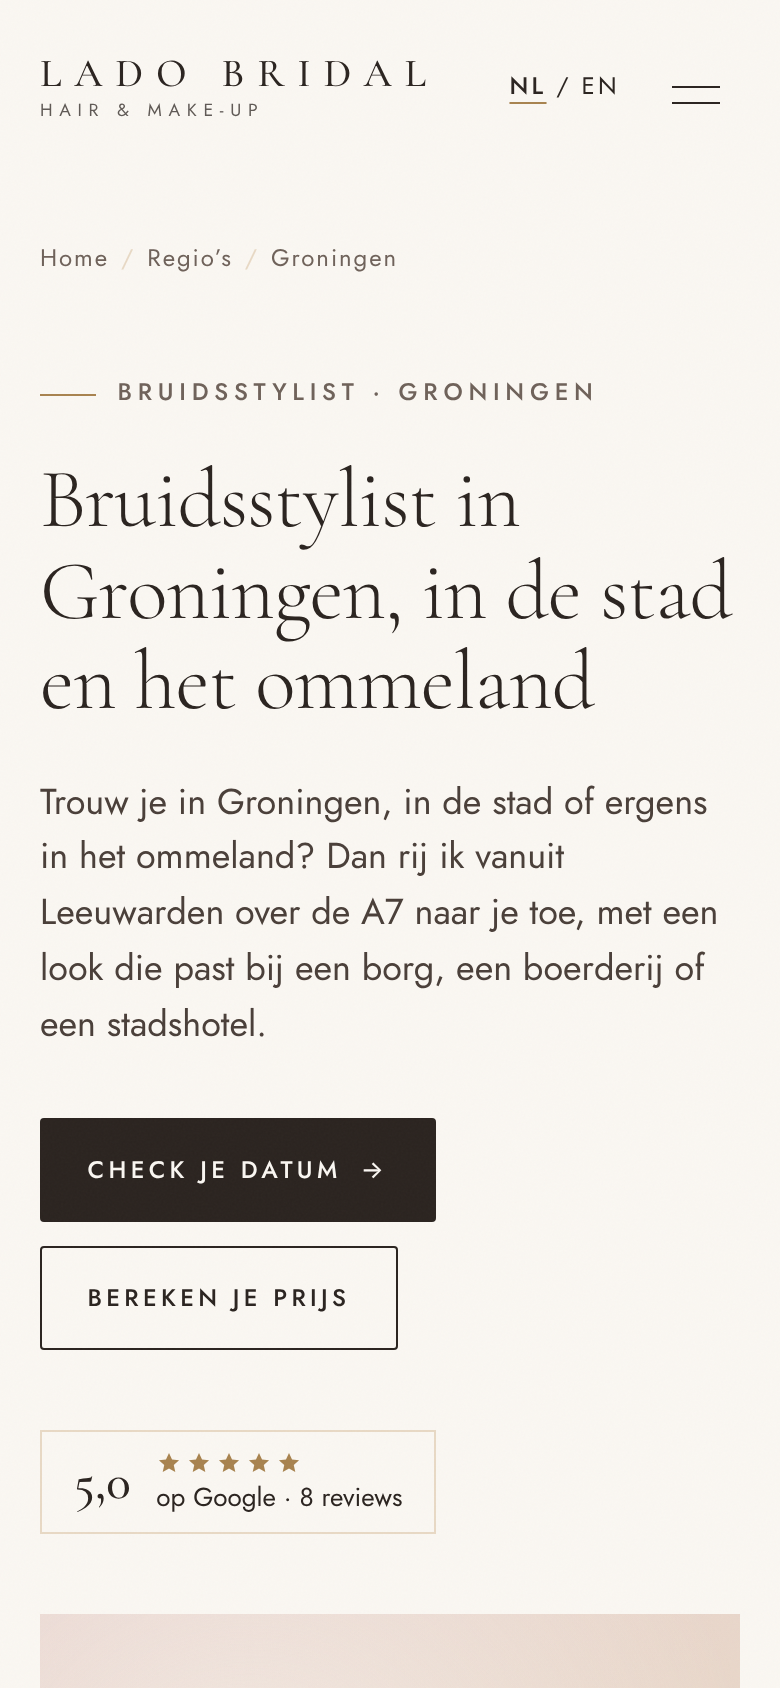 LADO BRIDAL
HAIR & MAKE-UP
NL / EN
Home / Regio’s / Groningen
BRUIDSSTYLIST · GRONINGEN
Bruidsstylist in
Groningen, in de stad
en het ommeland
Trouw je in Groningen, in de stad of ergens
in het ommeland? Dan rij ik vanuit
Leeuwarden over de A7 naar je toe, met een
look die past bij een borg, een boerderij of
een stadshotel.
CHECK JE DATUM →
BEREKEN JE PRIJS
★★★★★
5,0
op Google · 8 reviews